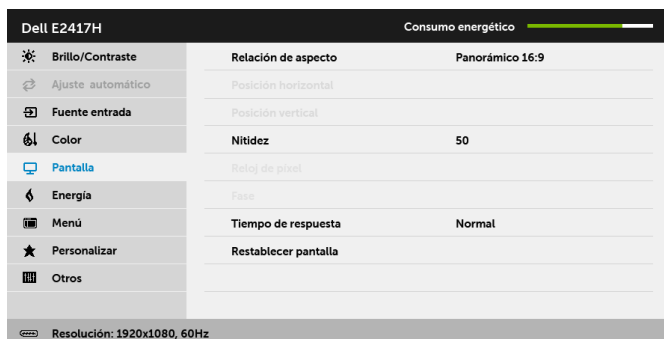 Dell E2417H
Consumo energético
Brillo/Contraste
Relación de aspecto
Panorámico 16:9
Ajuste automático
Posición horizontal
Fuente entrada
Posición vertical
Color
Nitidez
50
Pantalla
Reloj de píxel
Energía
Fase
Menú
Tiempo de respuesta
Normal
Personalizar
Restablecer pantalla
Otros
Resolución: 1920x1080, 60Hz